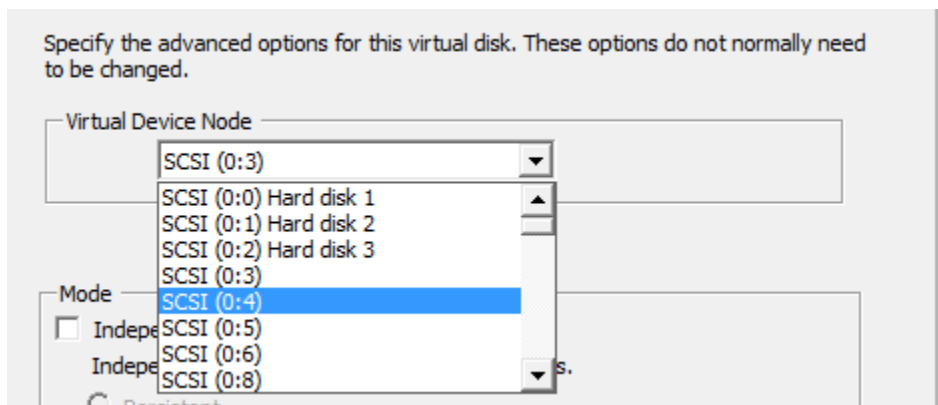 Specify the advanced options for this virtual disk. These options do not normally need
to be changed.
Virtual Device Node
SCSI (0:3)
SCSI (0:0) Hard disk 1
SCSI (0:1) Hard disk 2
SCSI (0:2) Hard disk 3
SCSI (0:3)
Mode
SCSI (0:4)
SCSI (0:5)
SCSI (0:6)
SCSI (0:8)